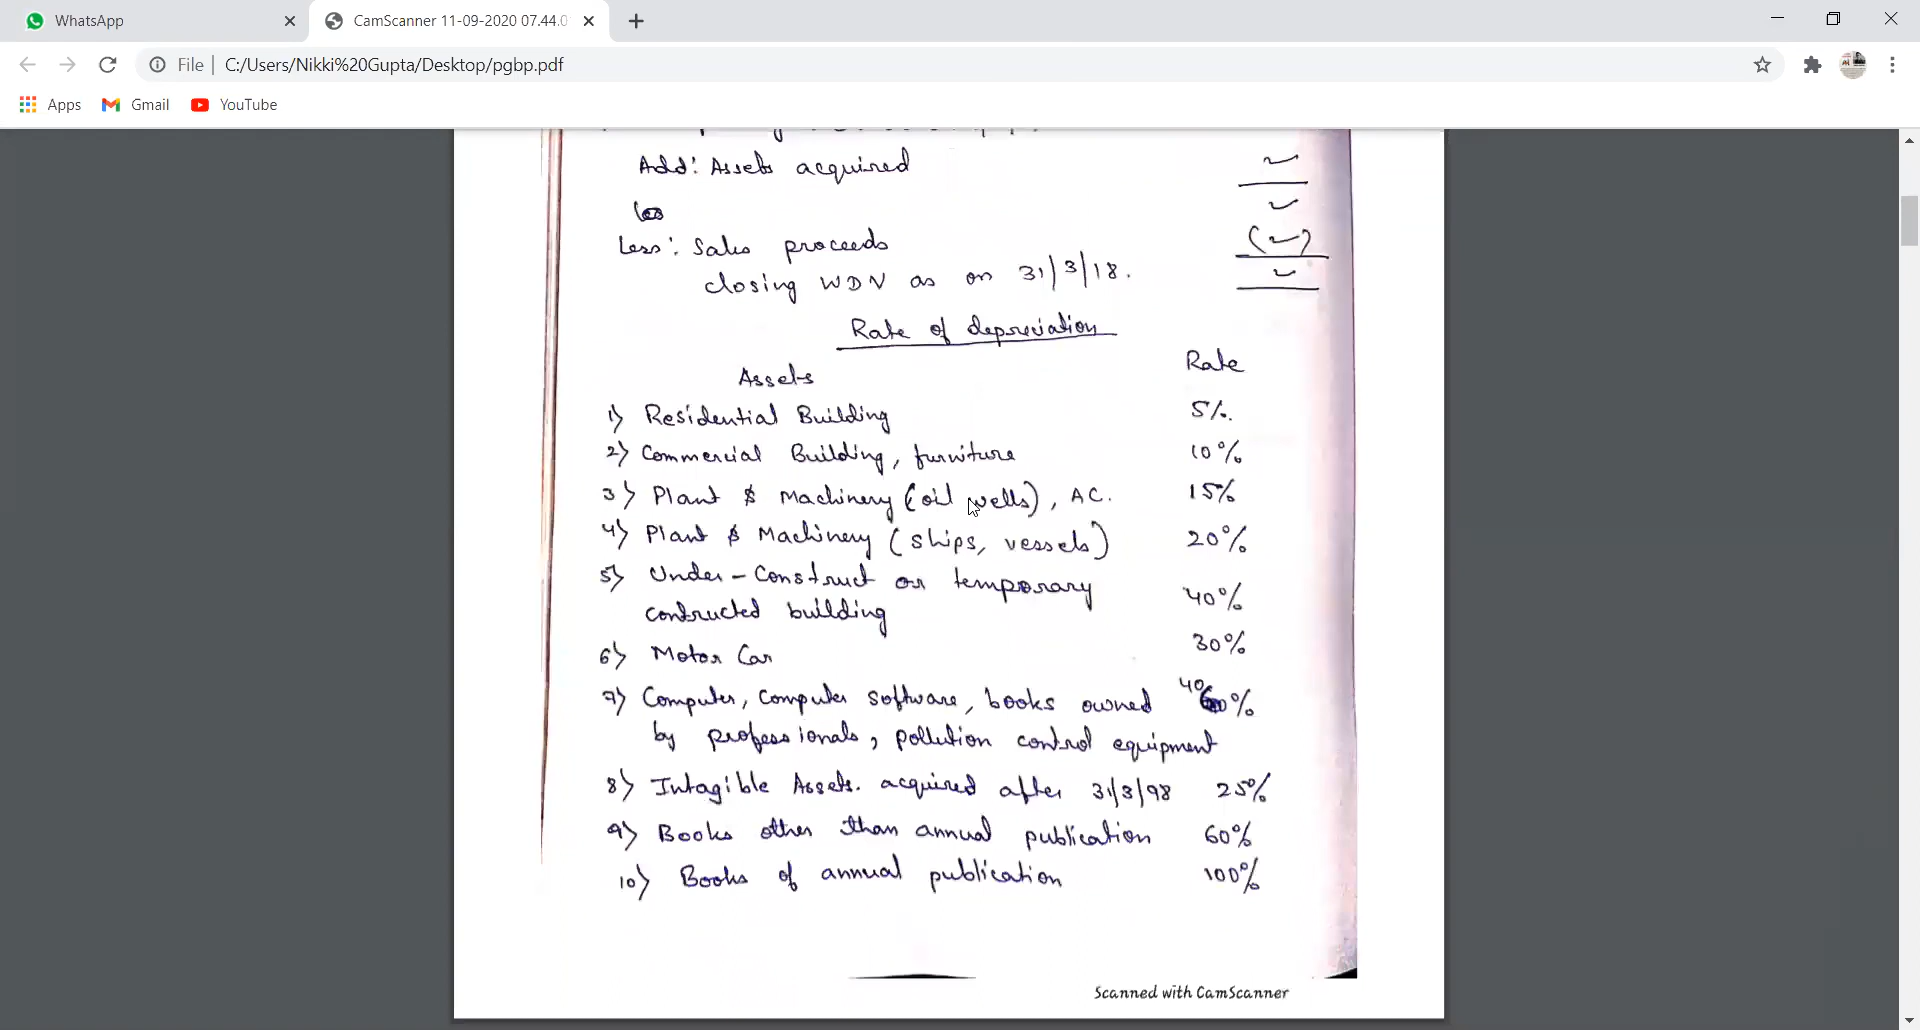 WhatsApp
CamScanner 11-09-2020 07.44.0
File | C:/Users/Nikki%20Gupta/Desktop/pgbp.pdf
Apps Gmail YouTube
Add: Assets acquired
Less: Sales proceeds
closing WDV as on 31/3/18.
Rate of depreciation
Assets Rate
1) Residential Building 5%.
2) Commercial Building, furniture 10%
3) Plant & Machinery (oil wells), AC. 15%
4) Plant & Machinery (ships, vessels) 20%
5) Under-Construct or temporary
contructed building 40%
6) Motor Car 30%
7) Computer, Computer software, books owned 40%
by professionals, pollution control equipment
8) Intagible Assets. acquired after 31/3/98 25%
9) Books other than annual publication 60%
10) Books of annual publication 100%
Scanned with CamScanner